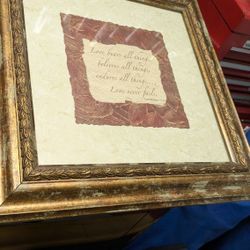 Love bears all things,
believes all things,
endures all things...
Love never fails.